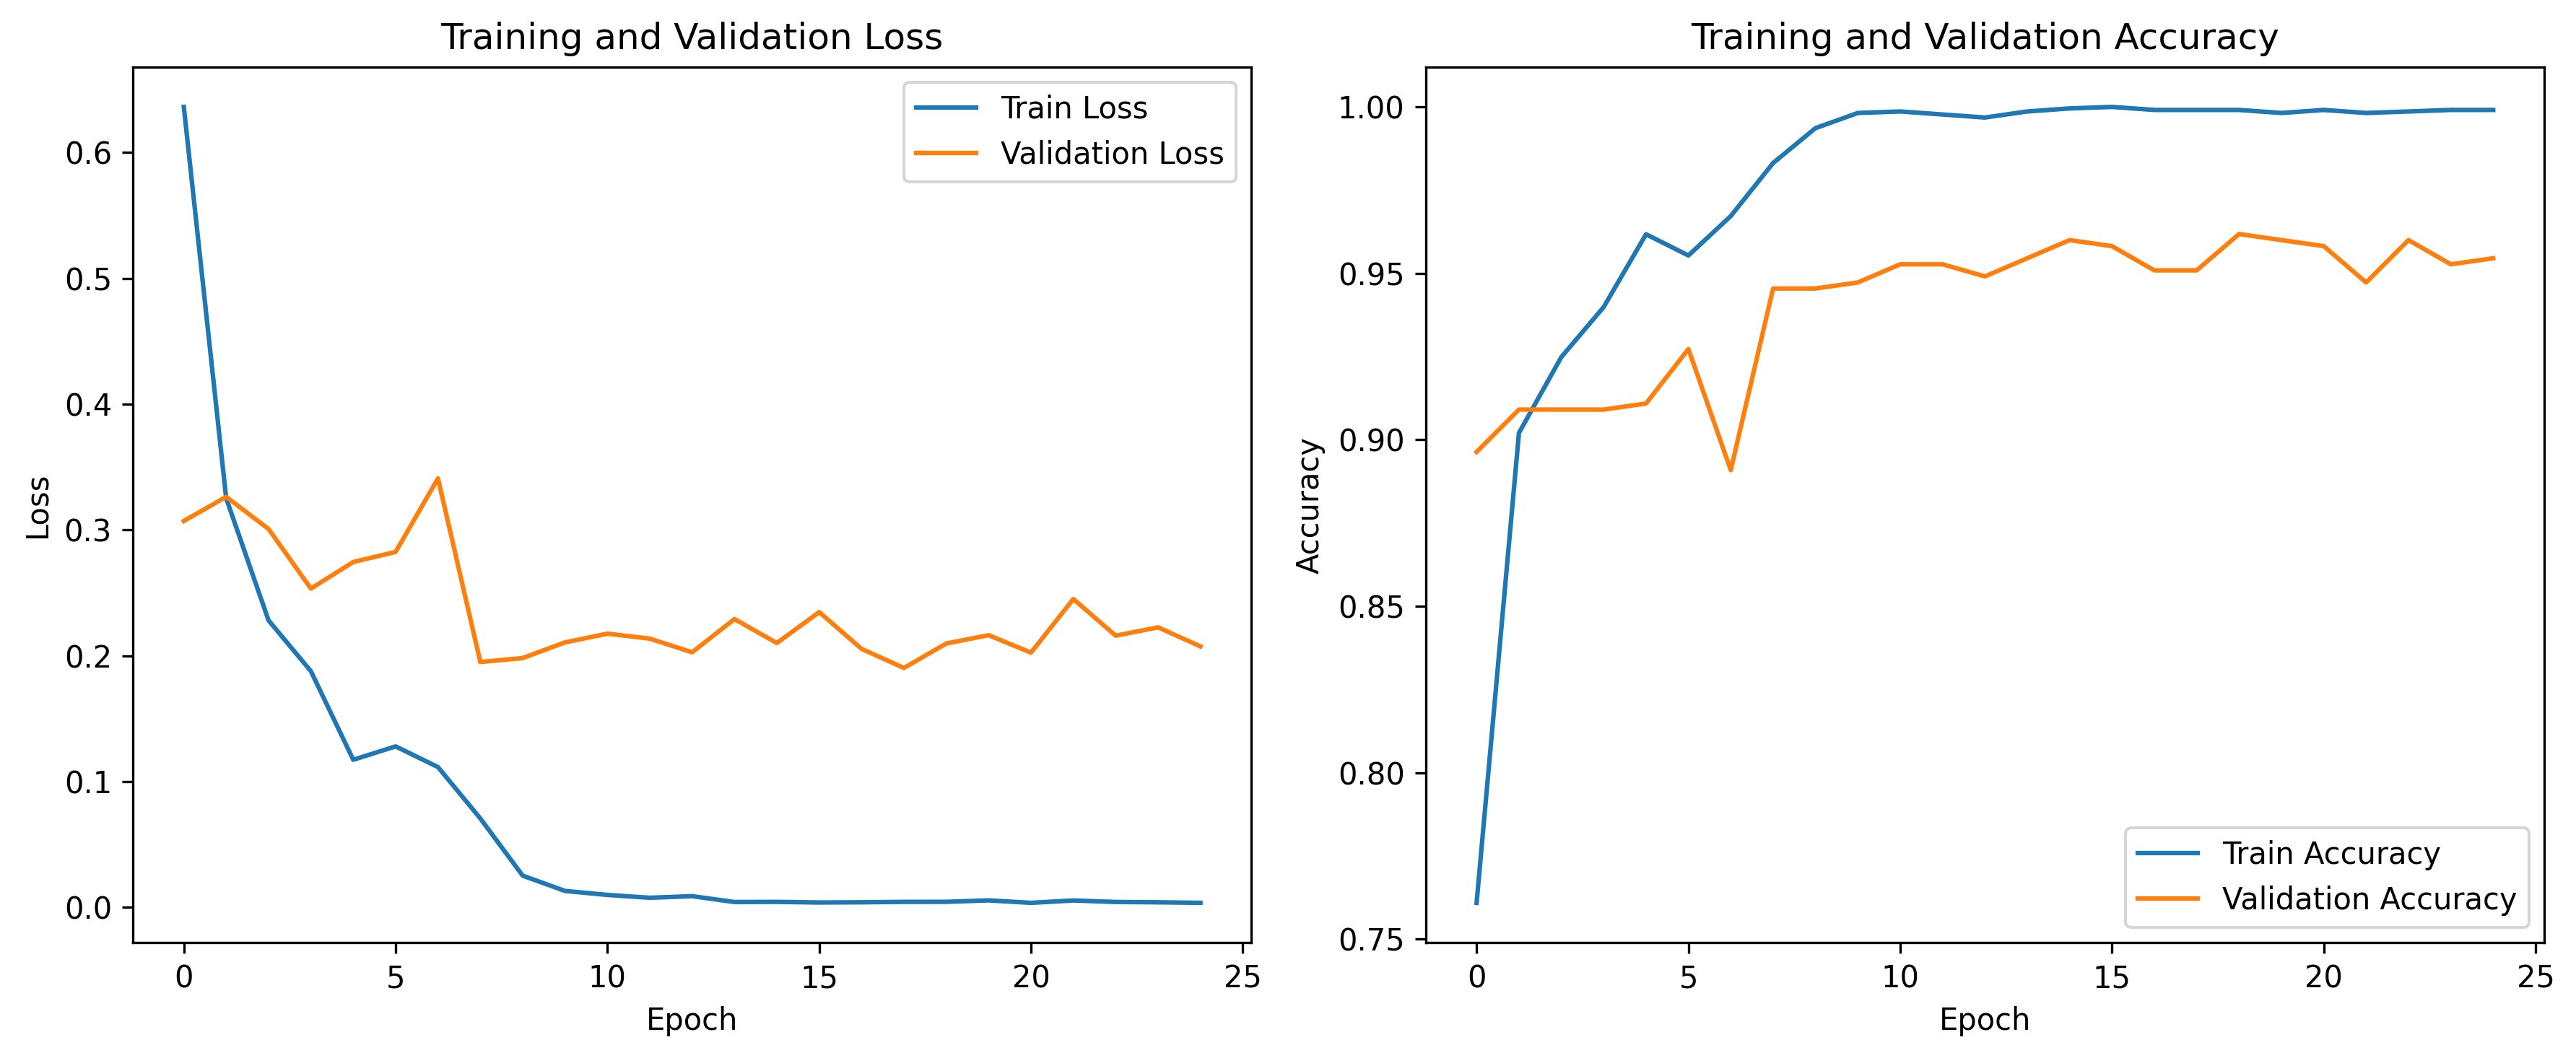 Training and Validation Loss
Train Loss
Validation Loss
0.6
0.5
0.4
0.3
0.2
0.1
0.0
Loss
0 5 10 15 20 25
Epoch
Training and Validation Accuracy
1.00
0.95
0.90
0.85
0.80
0.75
Accuracy
Train Accuracy
Validation Accuracy
0 5 10 15 20 25
Epoch